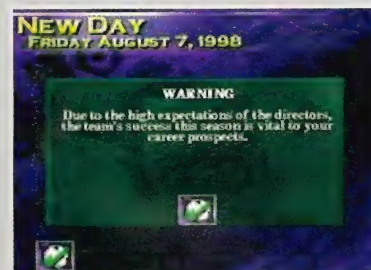 NEW DAY
FRIDAY AUGUST 7, 1998
WARNING
Due to the high expectations of the directors,
the team's success this season is vital to your
career prospects.